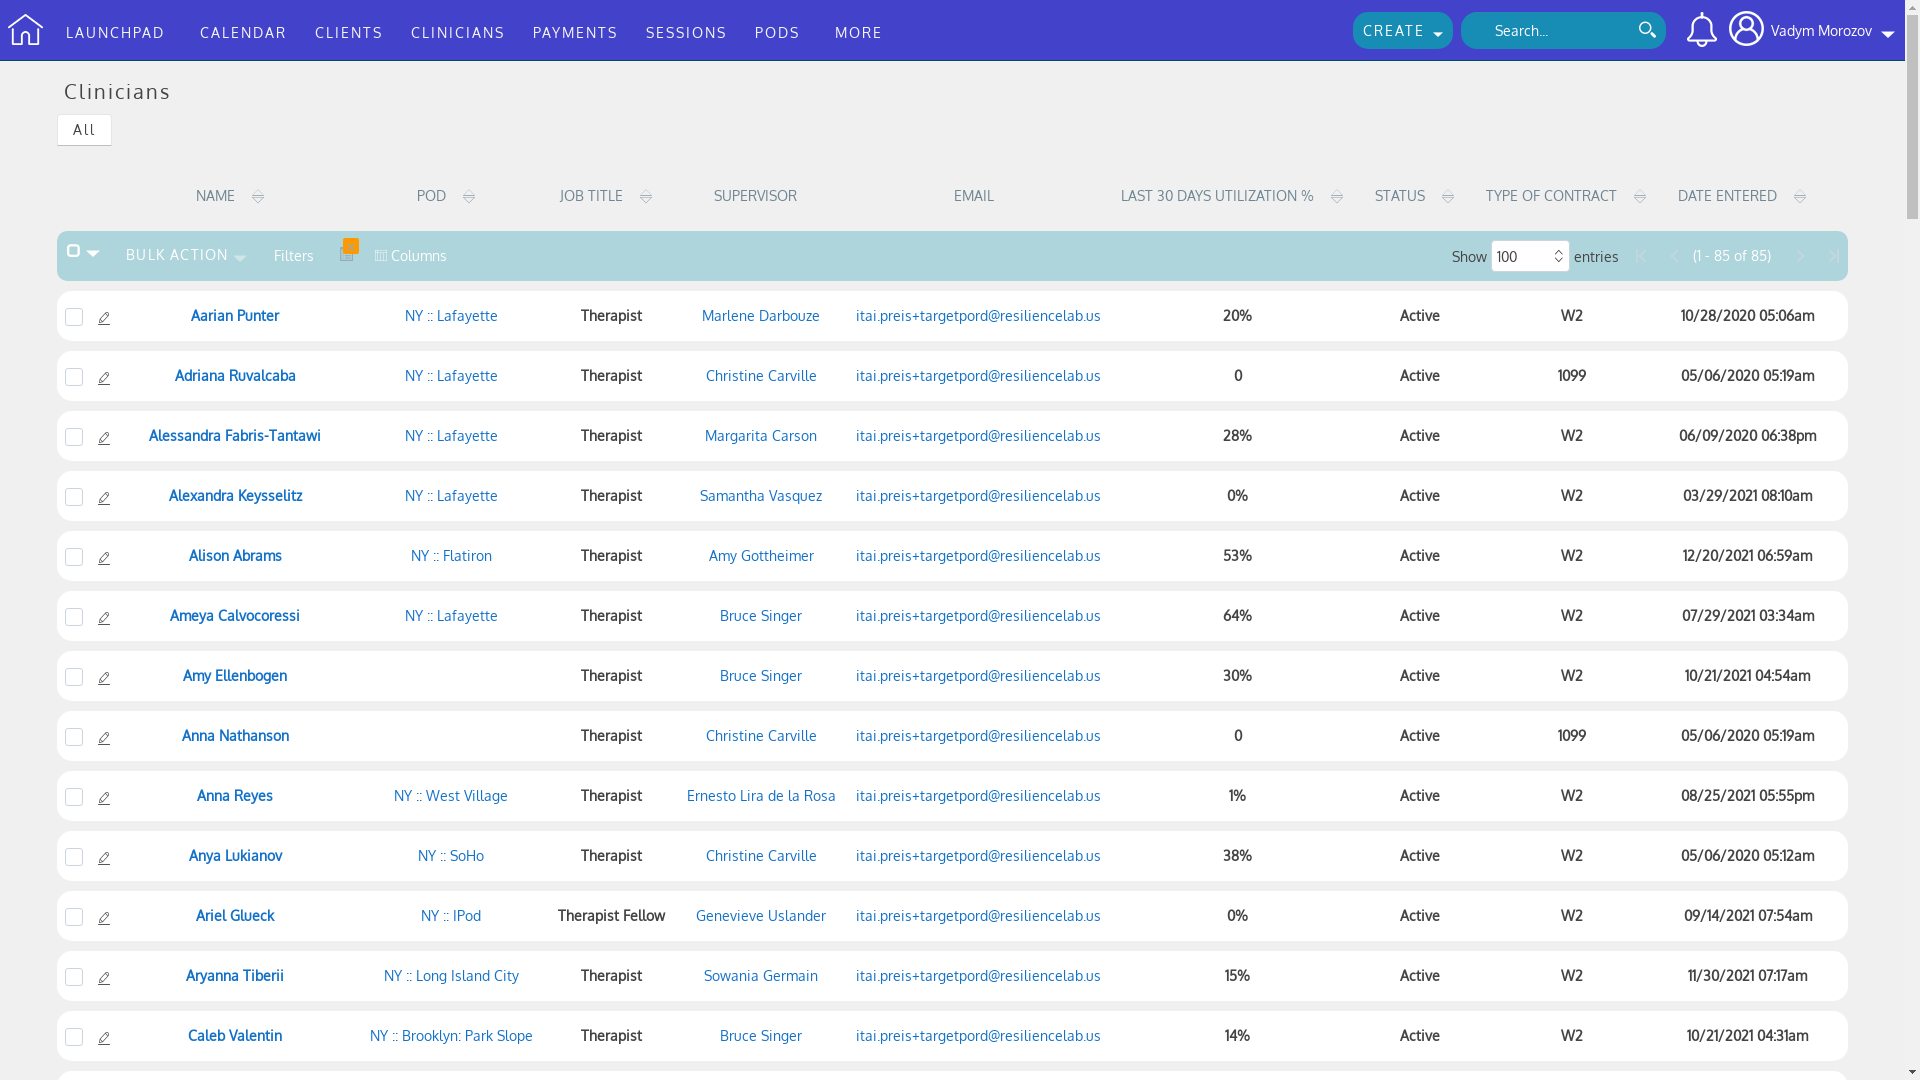 LAUNCHPAD CALENDAR CLIENTS CLINICIANS PAYMENTS SESSIONS PODS MORE CREATE Search... Vadym Morozov
Clinicians
All
NAME POD JOB TITLE SUPERVISOR EMAIL LAST 30 DAYS UTILIZATION % STATUS TYPE OF CONTRACT DATE ENTERED
BULK ACTION Filters Columns Show 100 entries (1 - 85 of 85)
Aarian Punter NY :: Lafayette Therapist Marlene Darbouze itai.preis+targetpord@resiliencelab.us 20% Active W2 10/28/2020 05:06am
Adriana Ruvalcaba NY :: Lafayette Therapist Christine Carville itai.preis+targetpord@resiliencelab.us 0 Active 1099 05/06/2020 05:19am
Alessandra Fabris-Tantawi NY :: Lafayette Therapist Margarita Carson itai.preis+targetpord@resiliencelab.us 28% Active W2 06/09/2020 06:38pm
Alexandra Keysselitz NY :: Lafayette Therapist Samantha Vasquez itai.preis+targetpord@resiliencelab.us 0% Active W2 03/29/2021 08:10am
Alison Abrams NY :: Flatiron Therapist Amy Gottheimer itai.preis+targetpord@resiliencelab.us 53% Active W2 12/20/2021 06:59am
Ameya Calvocoressi NY :: Lafayette Therapist Bruce Singer itai.preis+targetpord@resiliencelab.us 64% Active W2 07/29/2021 03:34am
Amy Ellenbogen Therapist Bruce Singer itai.preis+targetpord@resiliencelab.us 30% Active W2 10/21/2021 04:54am
Anna Nathanson Therapist Christine Carville itai.preis+targetpord@resiliencelab.us 0 Active 1099 05/06/2020 05:19am
Anna Reyes NY :: West Village Therapist Ernesto Lira de la Rosa itai.preis+targetpord@resiliencelab.us 1% Active W2 08/25/2021 05:55pm
Anya Lukianov NY :: SoHo Therapist Christine Carville itai.preis+targetpord@resiliencelab.us 38% Active W2 05/06/2020 05:12am
Ariel Glueck NY :: IPod Therapist Fellow Genevieve Uslander itai.preis+targetpord@resiliencelab.us 0% Active W2 09/14/2021 07:54am
Aryanna Tiberii NY :: Long Island City Therapist Sowania Germain itai.preis+targetpord@resiliencelab.us 15% Active W2 11/30/2021 07:17am
Caleb Valentin NY :: Brooklyn: Park Slope Therapist Bruce Singer itai.preis+targetpord@resiliencelab.us 14% Active W2 10/21/2021 04:31am